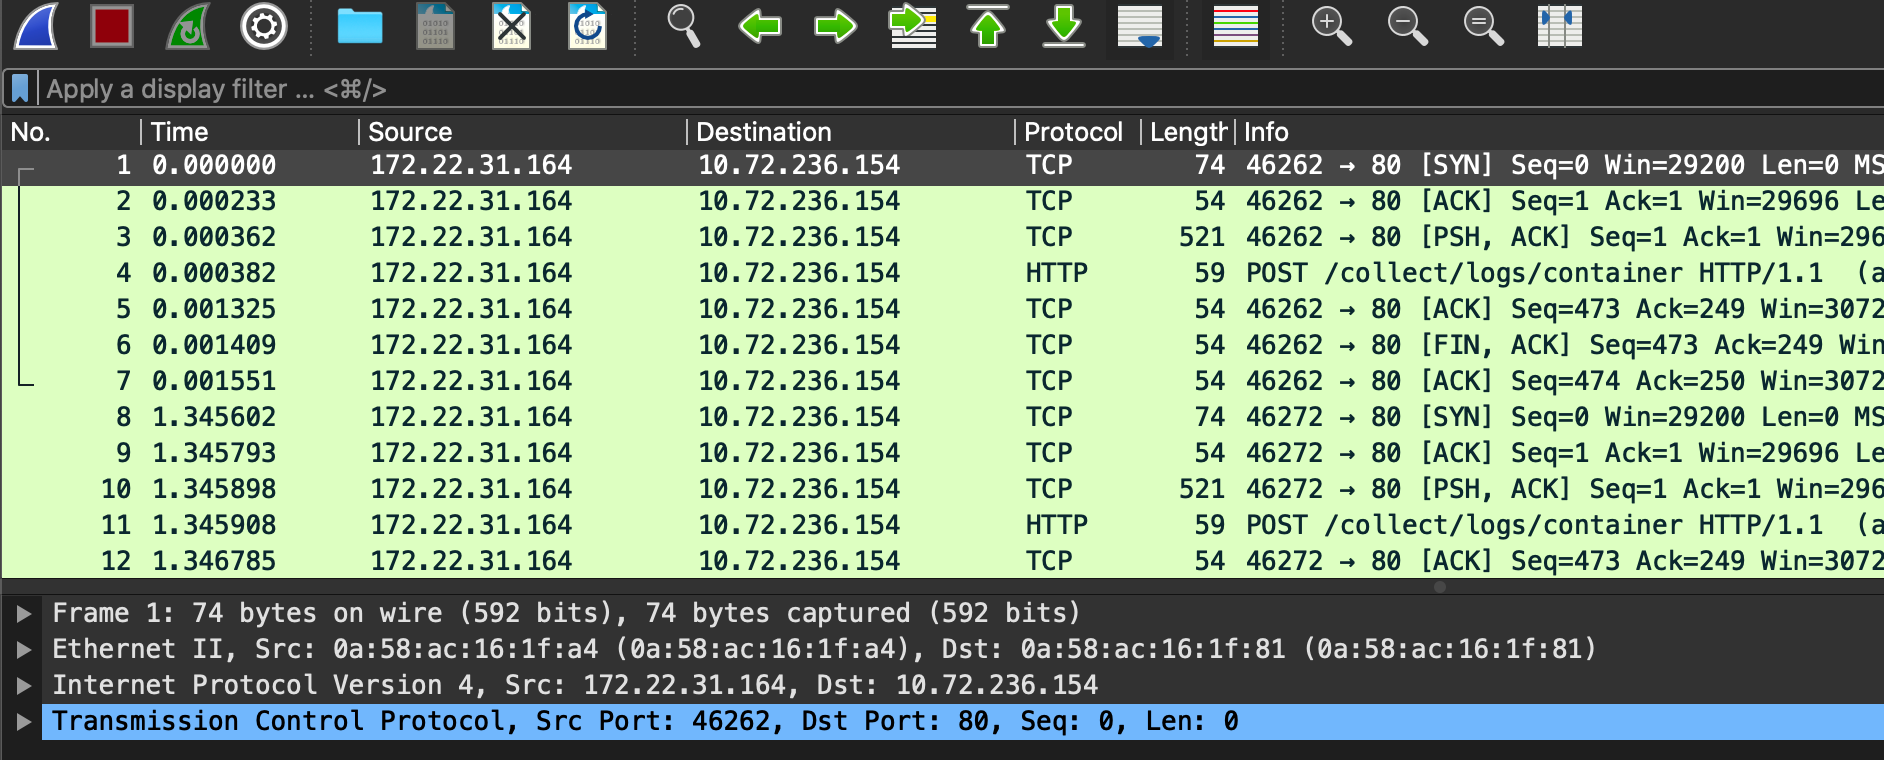 Apply a display filter ... <⌘/>
No. Time Source Destination Protocol Length Info
1 0.000000 172.22.31.164 10.72.236.154 TCP 74 46262 → 80 [SYN] Seq=0 Win=29200 Len=0 MS
2 0.000233 172.22.31.164 10.72.236.154 TCP 54 46262 → 80 [ACK] Seq=1 Ack=1 Win=29696 Le
3 0.000362 172.22.31.164 10.72.236.154 TCP 521 46262 → 80 [PSH, ACK] Seq=1 Ack=1 Win=296
4 0.000382 172.22.31.164 10.72.236.154 HTTP 59 POST /collect/logs/container HTTP/1.1 (a
5 0.001325 172.22.31.164 10.72.236.154 TCP 54 46262 → 80 [ACK] Seq=473 Ack=249 Win=3072
6 0.001409 172.22.31.164 10.72.236.154 TCP 54 46262 → 80 [FIN, ACK] Seq=473 Ack=249 Win
7 0.001551 172.22.31.164 10.72.236.154 TCP 54 46262 → 80 [ACK] Seq=474 Ack=250 Win=3072
8 1.345602 172.22.31.164 10.72.236.154 TCP 74 46272 → 80 [SYN] Seq=0 Win=29200 Len=0 MS
9 1.345793 172.22.31.164 10.72.236.154 TCP 54 46272 → 80 [ACK] Seq=1 Ack=1 Win=29696 Le
10 1.345898 172.22.31.164 10.72.236.154 TCP 521 46272 → 80 [PSH, ACK] Seq=1 Ack=1 Win=296
11 1.345908 172.22.31.164 10.72.236.154 HTTP 59 POST /collect/logs/container HTTP/1.1 (a
12 1.346785 172.22.31.164 10.72.236.154 TCP 54 46272 → 80 [ACK] Seq=473 Ack=249 Win=3072
Frame 1: 74 bytes on wire (592 bits), 74 bytes captured (592 bits)
Ethernet II, Src: 0a:58:ac:16:1f:a4 (0a:58:ac:16:1f:a4), Dst: 0a:58:ac:16:1f:81 (0a:58:ac:16:1f:81)
Internet Protocol Version 4, Src: 172.22.31.164, Dst: 10.72.236.154
Transmission Control Protocol, Src Port: 46262, Dst Port: 80, Seq: 0, Len: 0